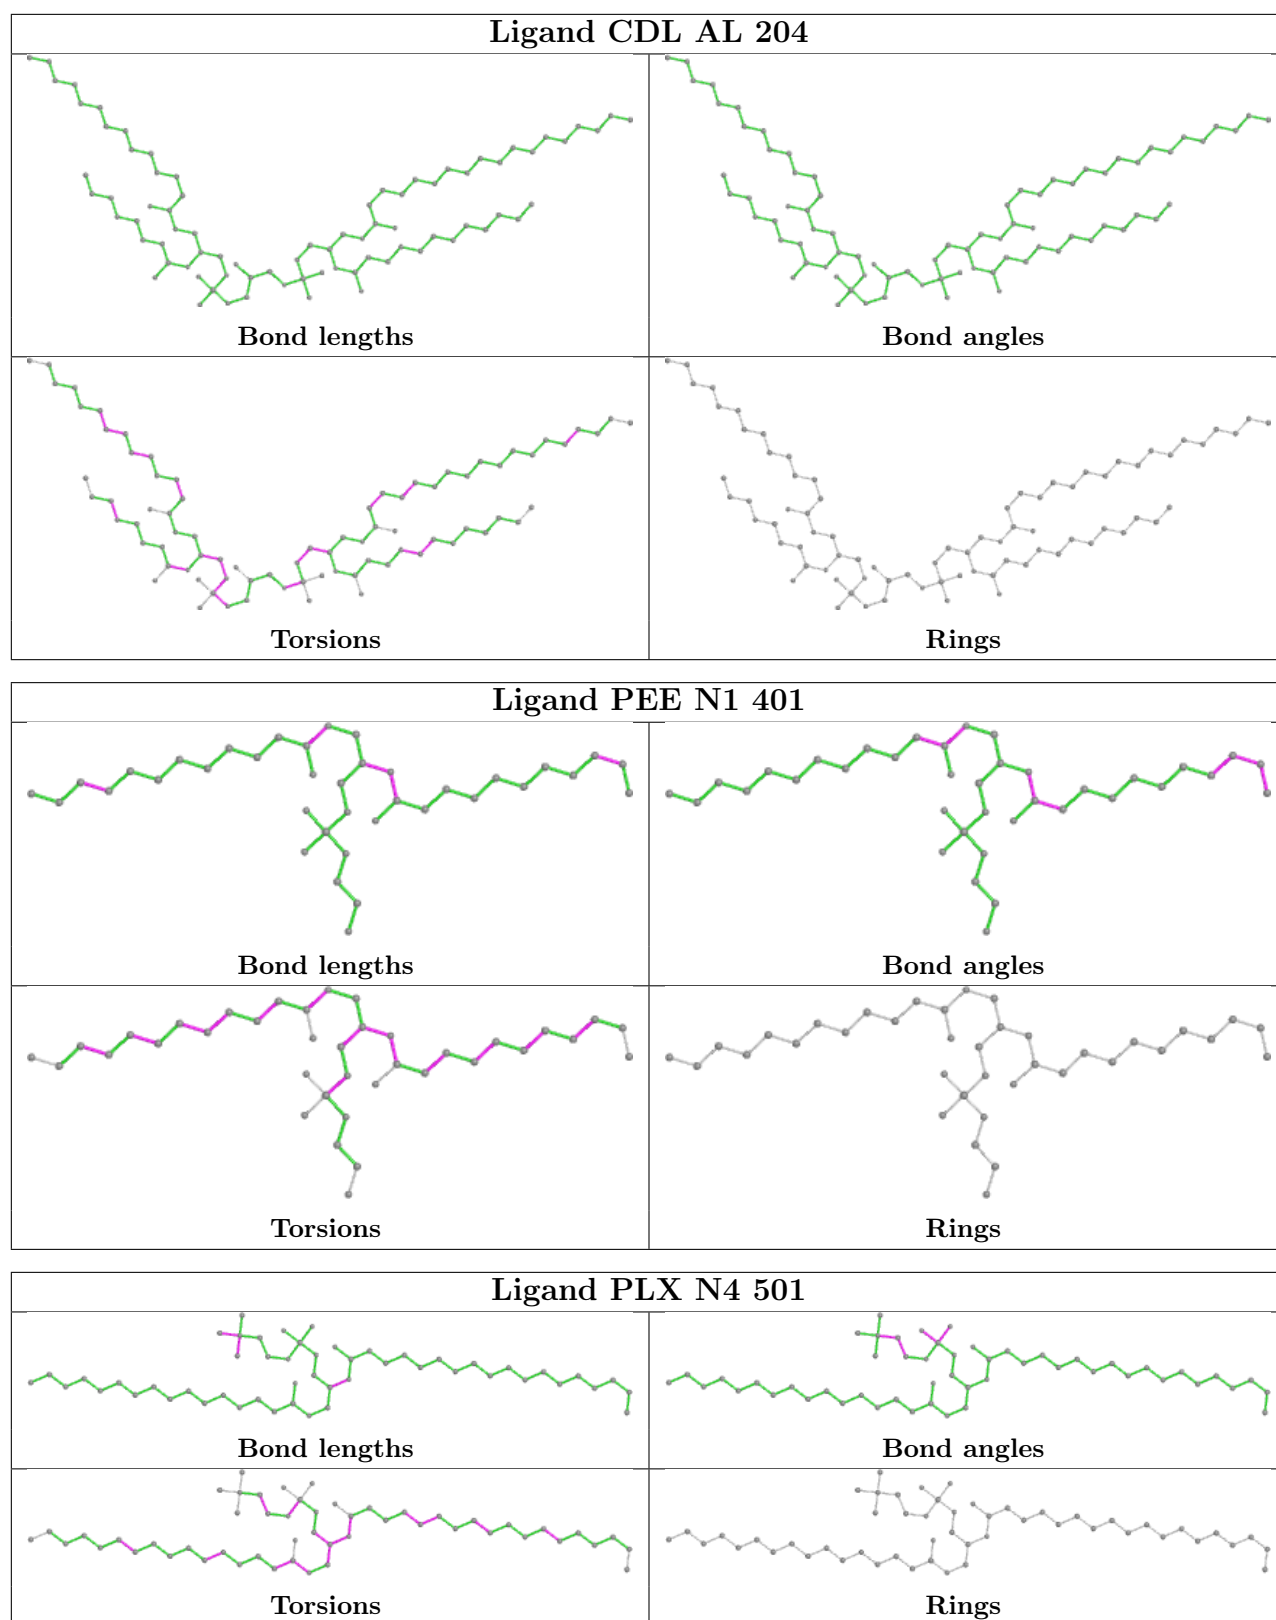 Ligand CDL AL 204
Bond lengths
Bond angles
Torsions
Rings
Ligand PEE N1 401
Bond lengths
Bond angles
Torsions
Rings
Ligand PLX N4 501
Bond lengths
Bond angles
Torsions
Rings